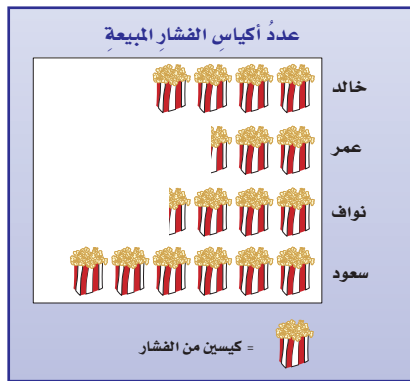 عددُ أكياسِ الفشارِ المبيعةِ
خالد
عمر
نواف
سعود
= كيسين من الفشار